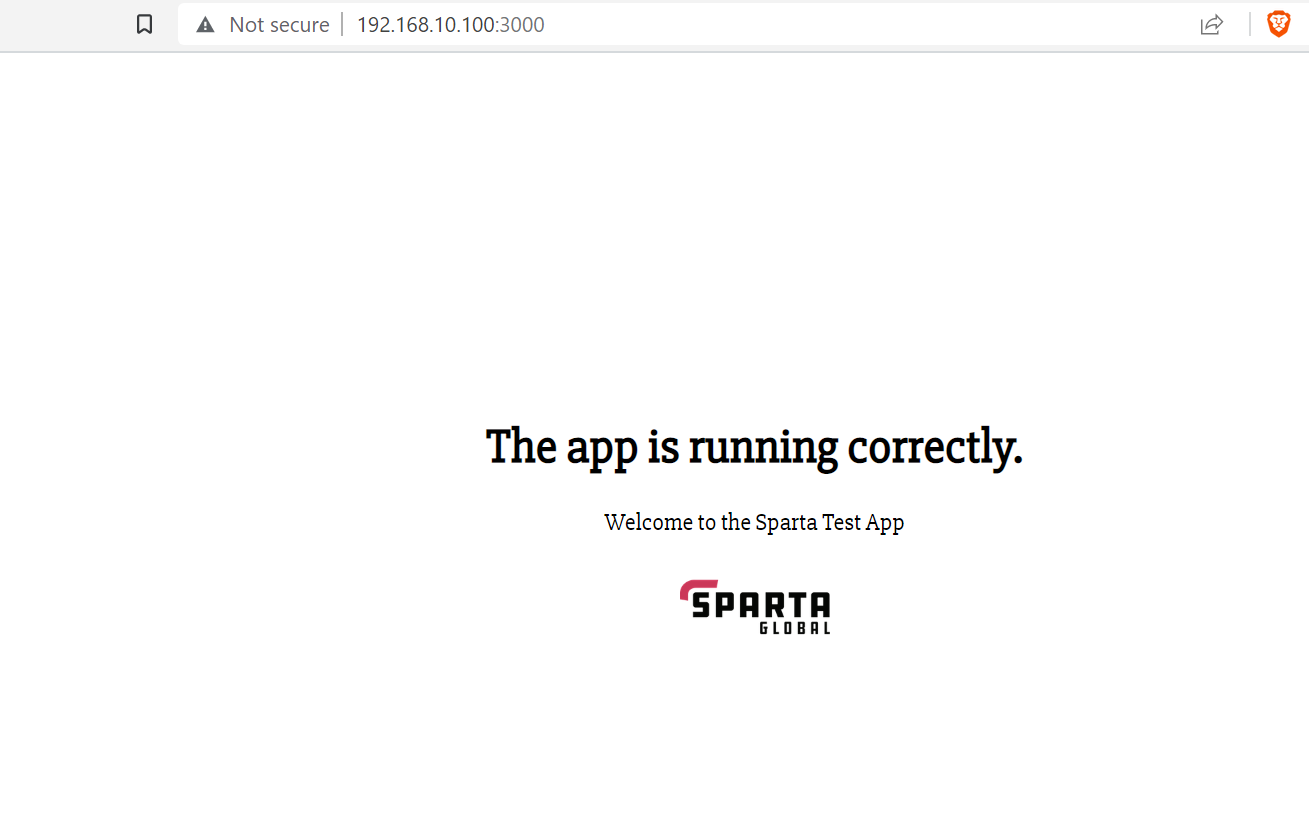 Not secure 192.168.10.100:3000
The app is running correctly.
Welcome to the Sparta Test App
SPARTA
GLOBAL